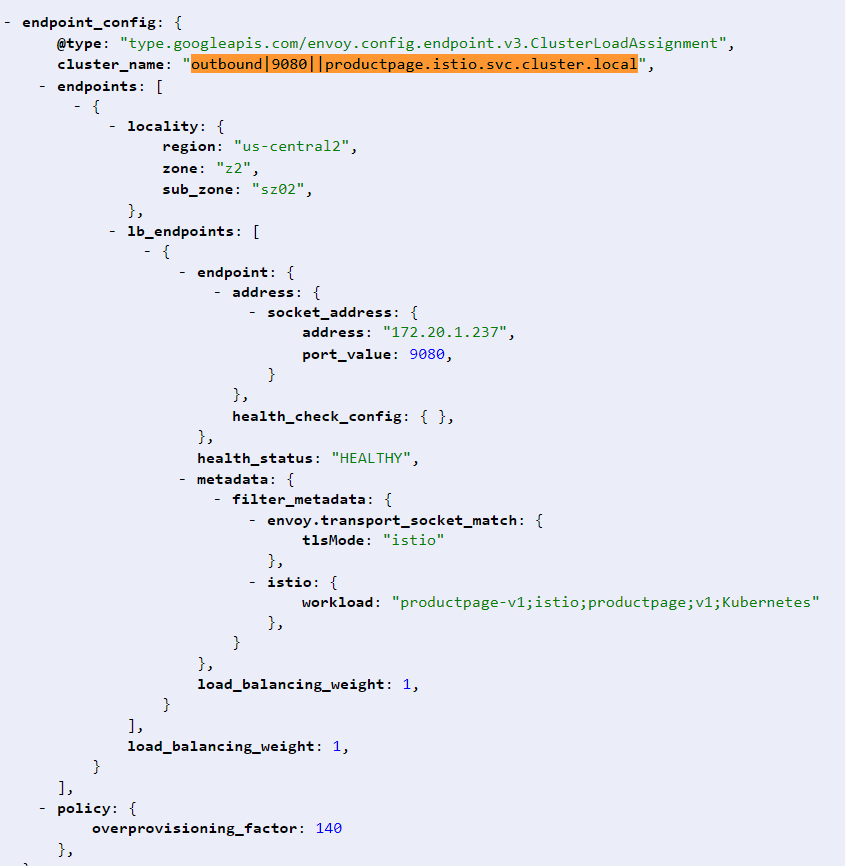 - endpoint_config: {
@type: "type.googleapis.com/envoy.config.endpoint.v3.ClusterLoadAssignment",
cluster_name: "outbound|9080||productpage.istio.svc.cluster.local",
- endpoints: [
- {
- locality: {
region: "us-central2",
zone: "z2",
sub_zone: "sz02",
},
- lb_endpoints: [
- {
- endpoint: {
- address: {
- socket_address: {
address: "172.20.1.237",
port_value: 9080,
}
},
health_check_config: { },
},
health_status: "HEALTHY",
- metadata: {
- filter_metadata: {
- envoy.transport_socket_match: {
tlsMode: "istio"
},
- istio: {
workload: "productpage-v1;istio;productpage;v1;Kubernetes"
},
}
},
load_balancing_weight: 1,
}
],
load_balancing_weight: 1,
}
],
- policy: {
overprovisioning_factor: 140
},